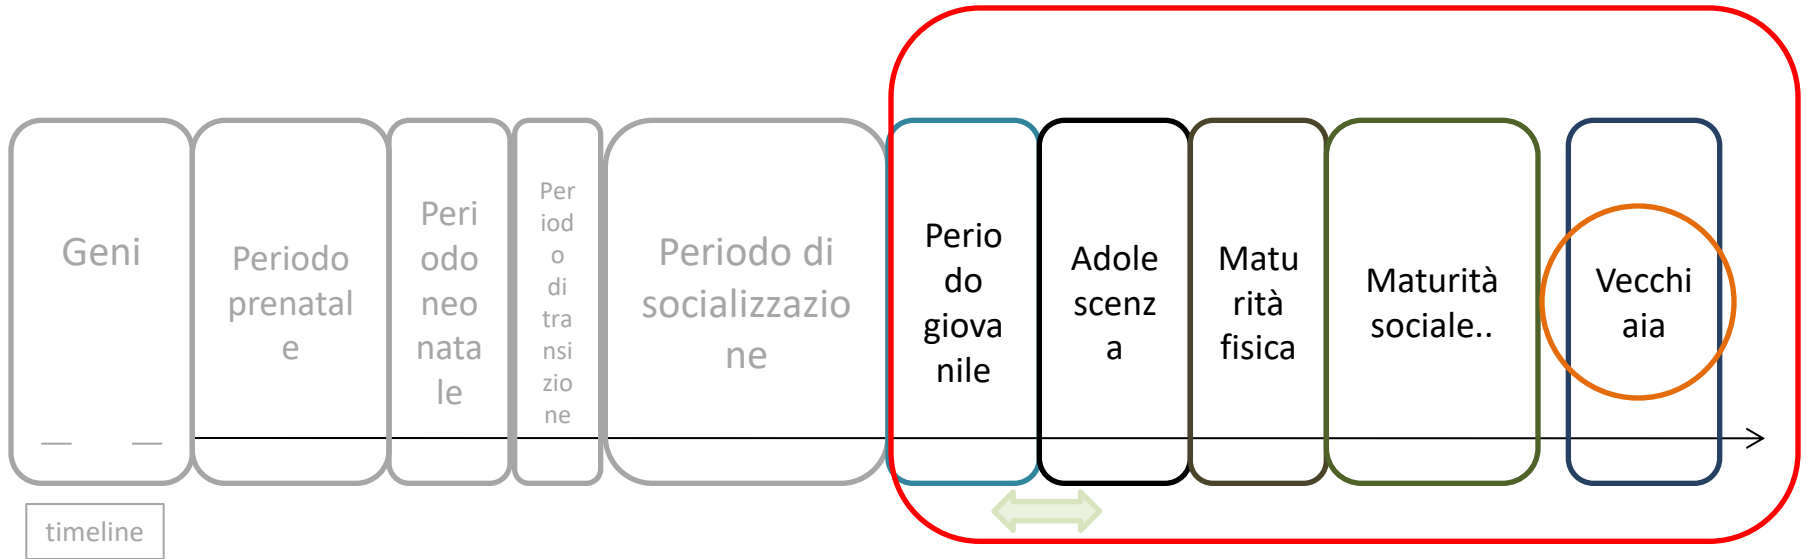 Geni
Periodo
prenatal
e
Peri
odo
neo
nata
le
Per
iod
o
di
tra
nsi
zio
ne
Periodo di
socializzazio
ne
Perio
do
giova
nile
Adole
scenz
a
Matu
rità
fisica
Maturità
sociale..
Vecchi
aia
timeline